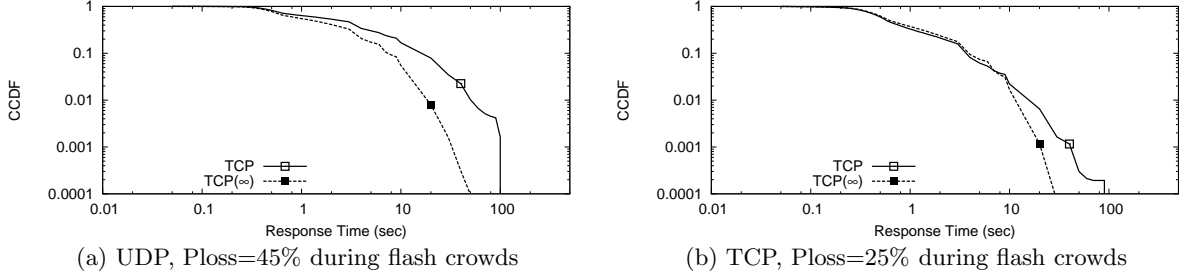 CCDF
1
0.1
0.01
0.001
0.0001
TCP
TCP(∞)
0.01 0.1 1 10 100
Response Time (sec)
(a) UDP, Ploss=45% during flash crowds
CCDF
1
0.1
0.01
0.001
0.0001
TCP
TCP(∞)
0.01 0.1 1 10 100
Response Time (sec)
(b) TCP, Ploss=25% during flash crowds